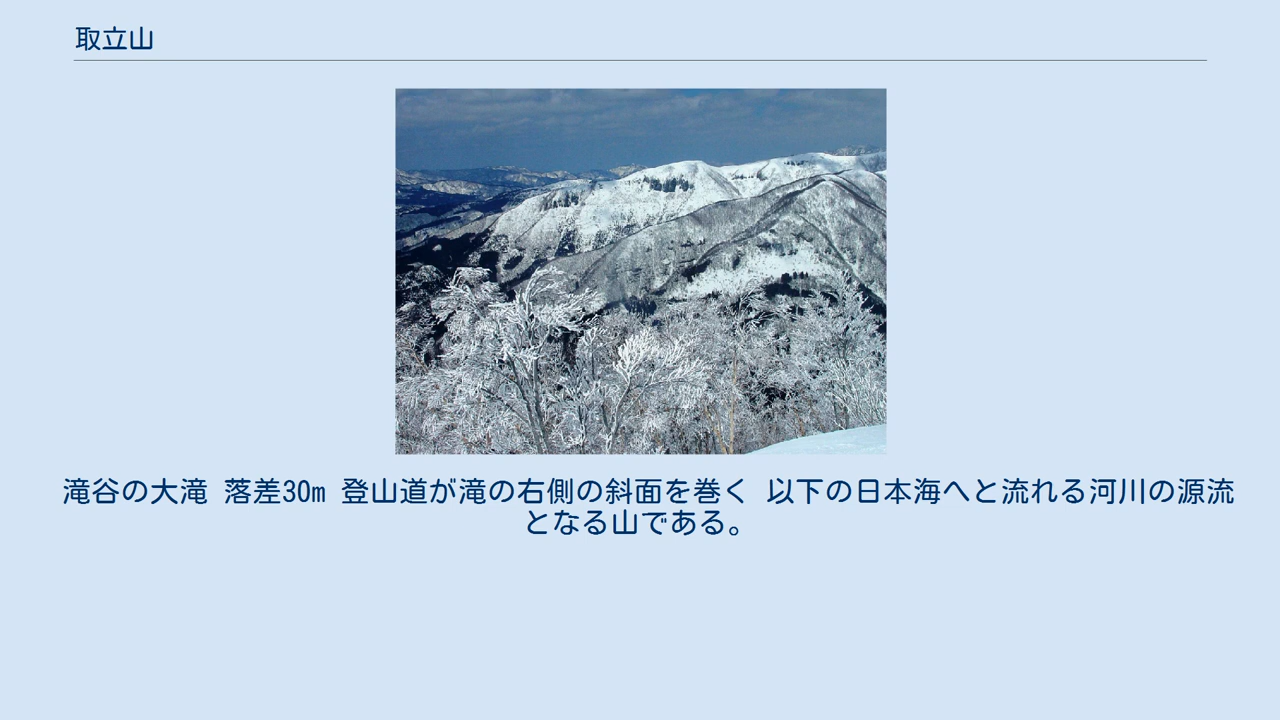 取立山
滝谷の大滝 落差30m 登山道が滝の右側の斜面を巻く 以下の日本海へと流れる河川の源流
となる山である。